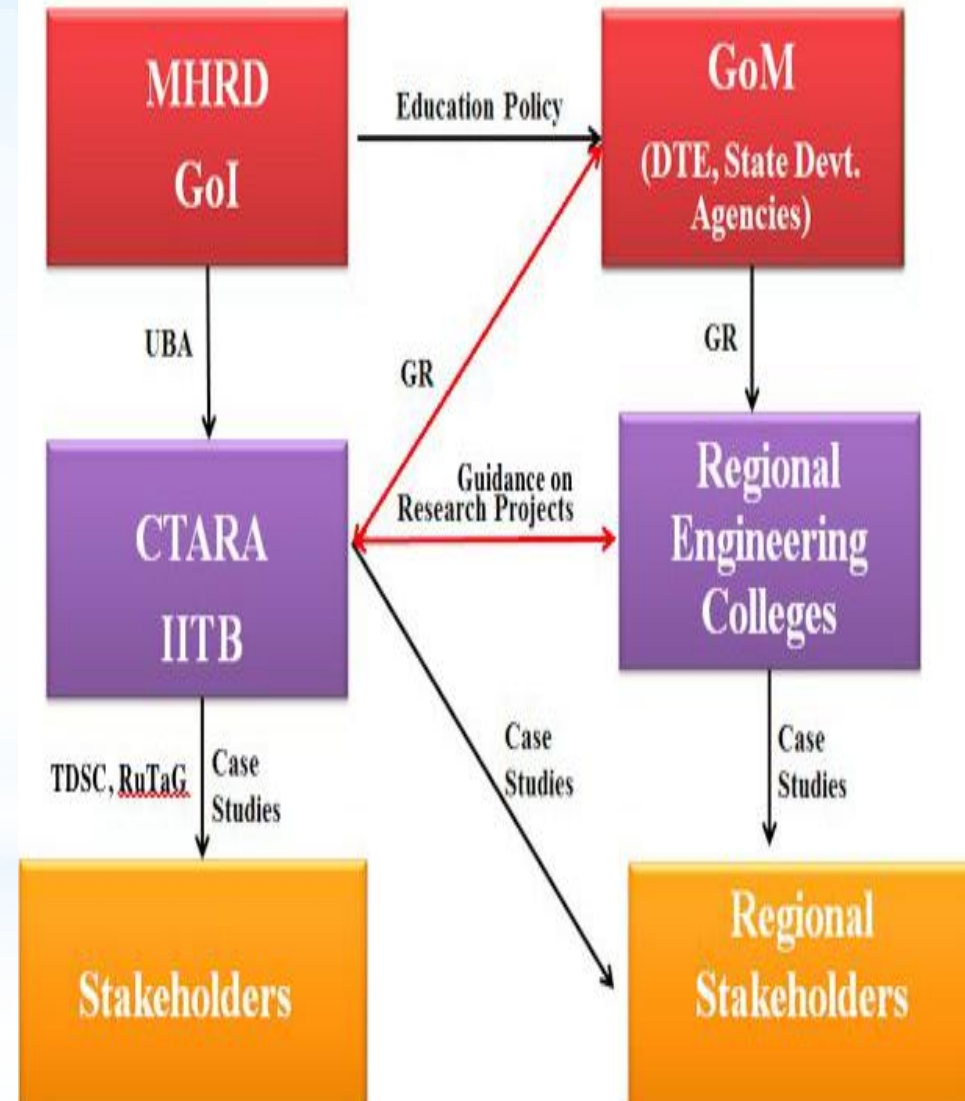 MHRD
GoI
Education Policy
GoM
(DTE, State Devt.
Agencies)
UBA
GR
GR
CTARA
IITB
Guidance on
Research Projects
Regional
Engineering
Colleges
TDSC, RuTaG
Case
Studies
Case
Studies
Case
Studies
Stakeholders
Regional
Stakeholders